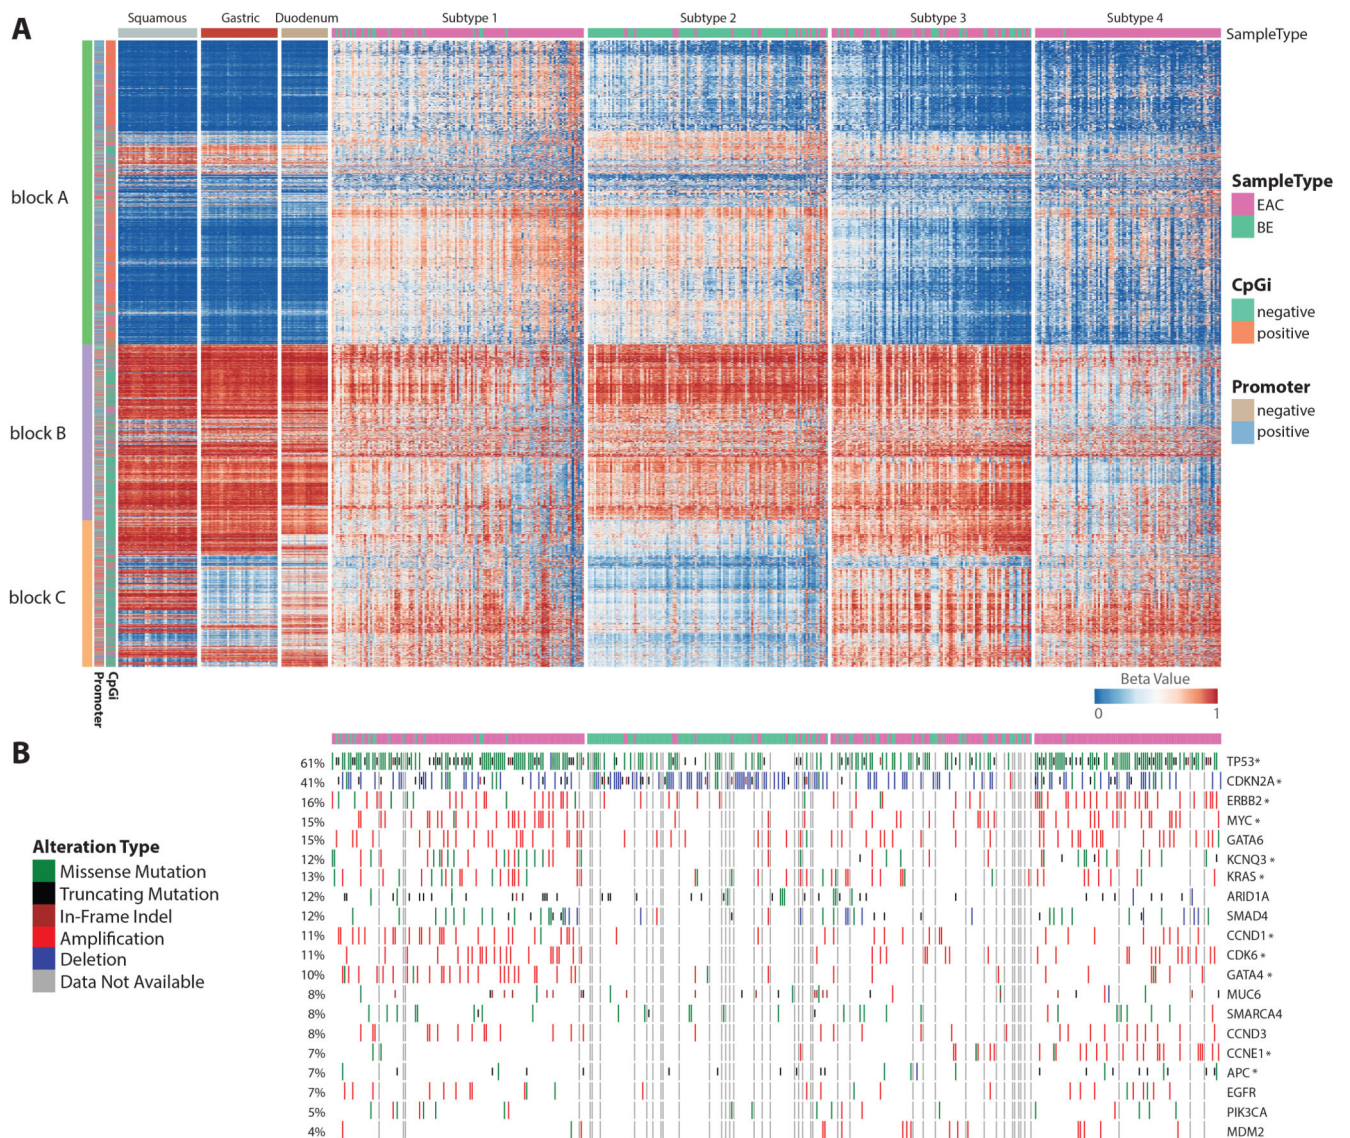 A
Squamous Gastric Duodenum Subtype 1 Subtype 2 Subtype 3 Subtype 4
SampleType
block A
block B
block C
Promoter
CpGi
SampleType
EAC
BE
CpGi
negative
positive
Promoter
negative
positive
Beta Value
0 1
B
61% TP53*
41% CDKN2A*
16% ERBB2*
15% MYC*
15% GATA6
12% KCNQ3*
13% KRAS*
12% ARID1A
12% SMAD4
11% CCND1*
11% CDK6*
10% GATA4*
8% MUC6
8% SMARCA4
8% CCND3
7% CCNE1*
7% APC*
7% EGFR
5% PIK3CA
4% MDM2
Alteration Type
Missense Mutation
Truncating Mutation
In-Frame Indel
Amplification
Deletion
Data Not Available